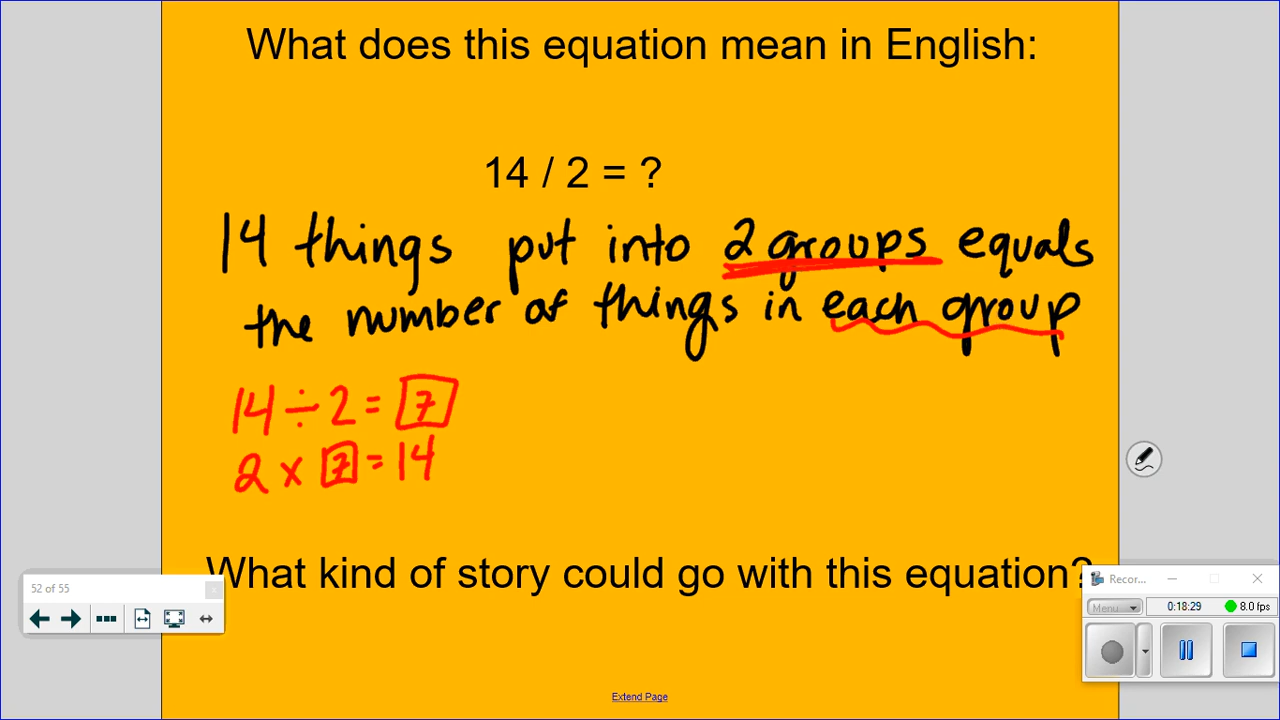 What does this equation mean in English:
14 / 2 = ?
14 things put into 2 groups equals
the number of things in each group
14 ÷ 2 = 7
2 x 7 = 14
What kind of story could go with this equation?
52 of 55
Recor...
Menu
0:18:29
8.0 fps
Extend Page